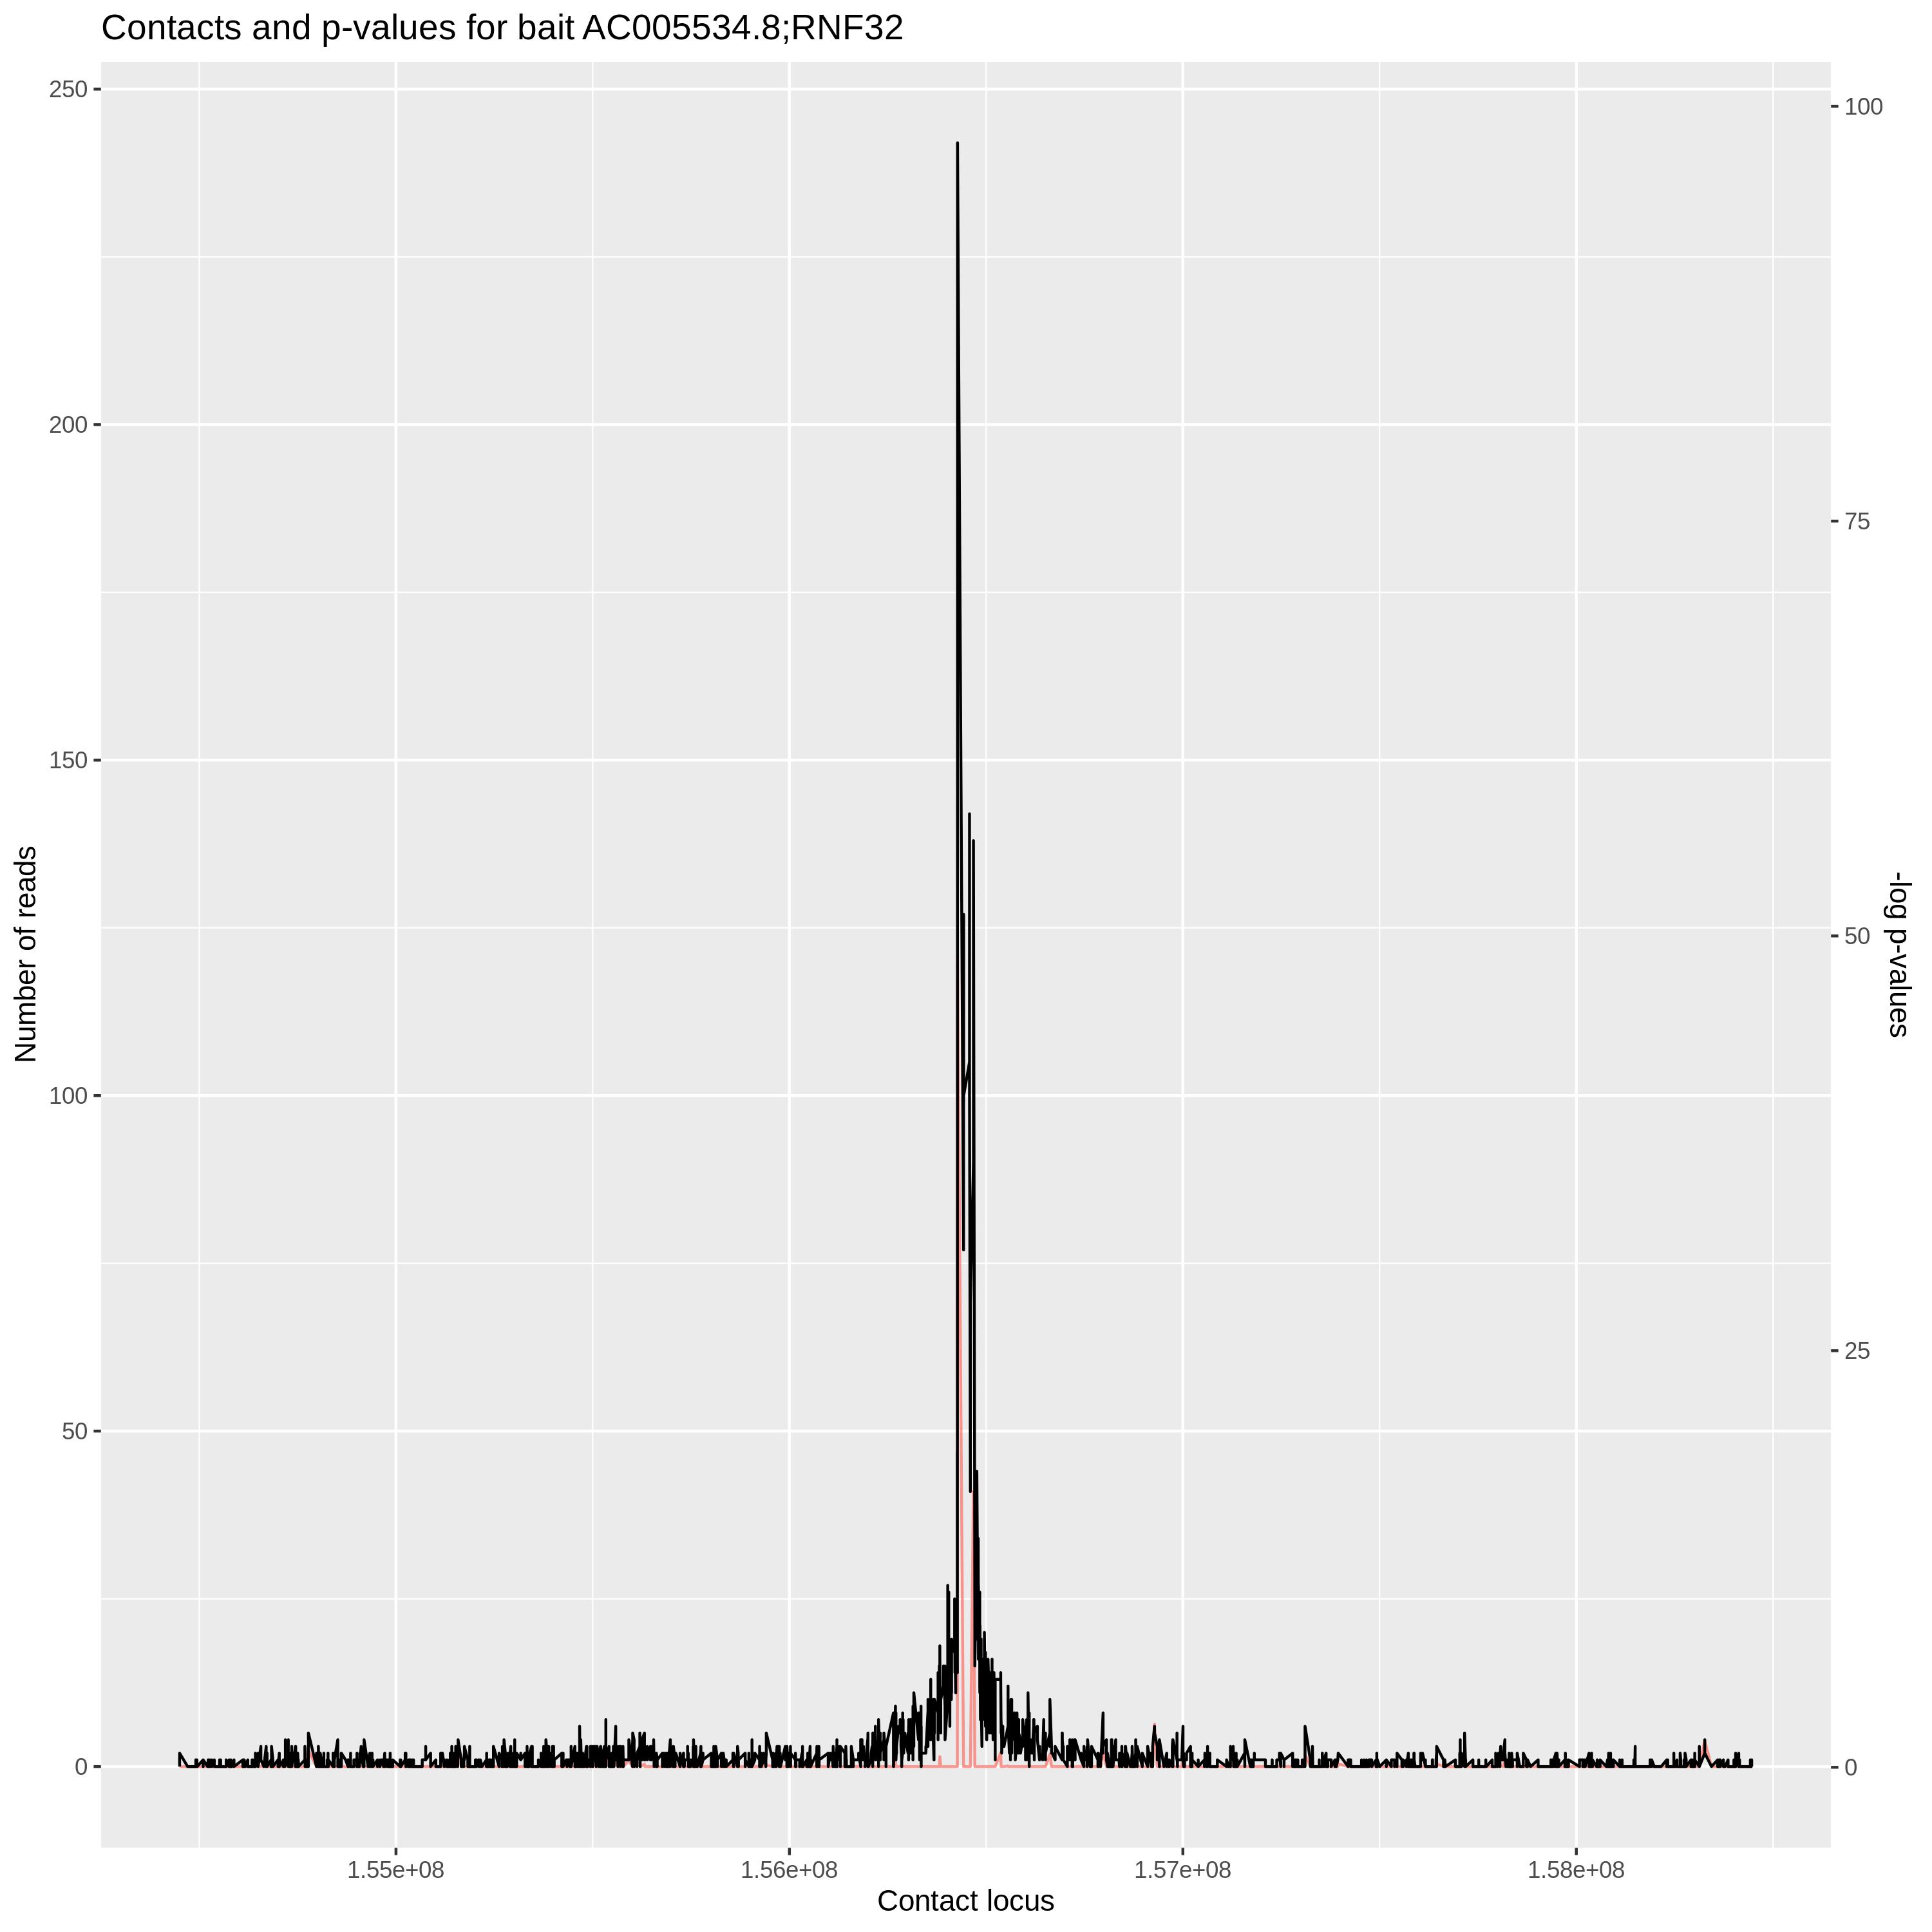 Contacts and p-values for bait AC005534.8;RNF32
250
200
150
100
50
0
Number of reads
100
75
50
25
0
-log p-values
1.55e+08
1.56e+08
1.57e+08
1.58e+08
Contact locus